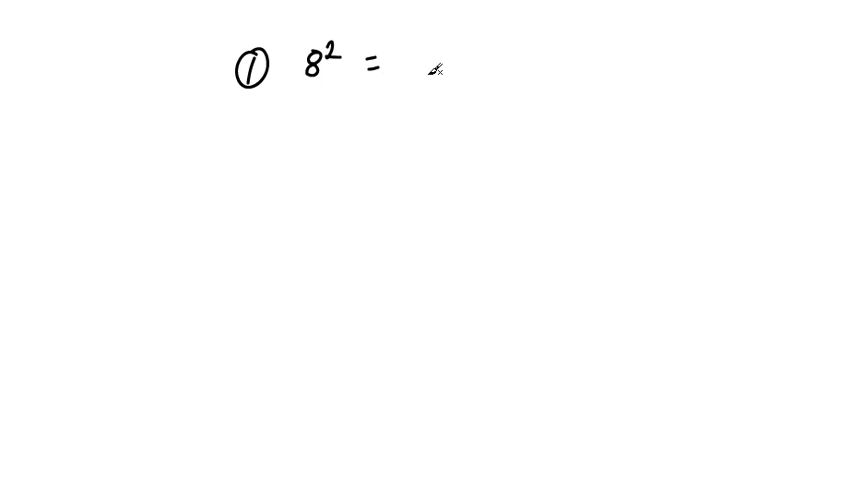 ① 8² =